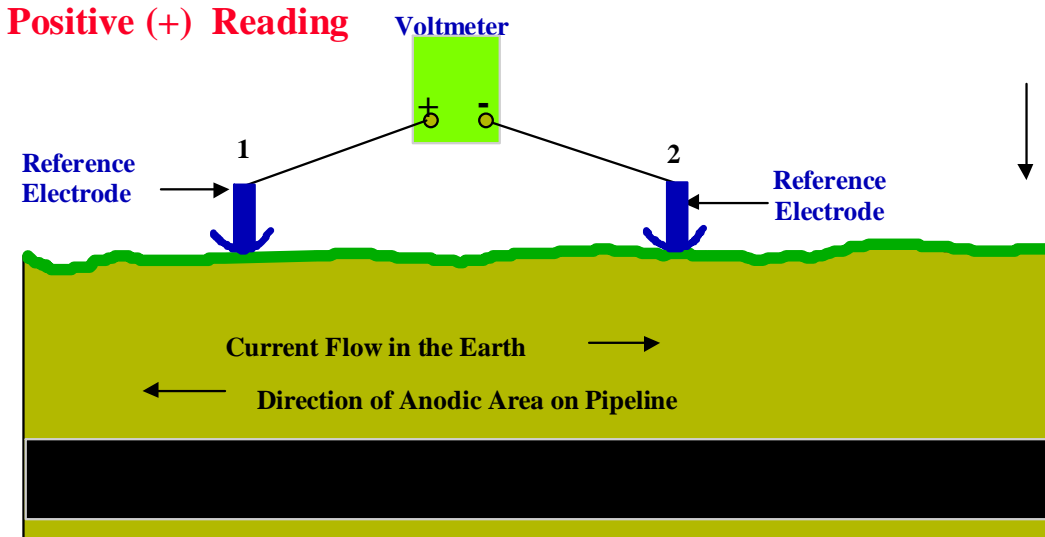 Positive (+) Reading
Voltmeter
+ -
1
2
Reference
Electrode
Reference
Electrode
Current Flow in the Earth
Direction of Anodic Area on Pipeline